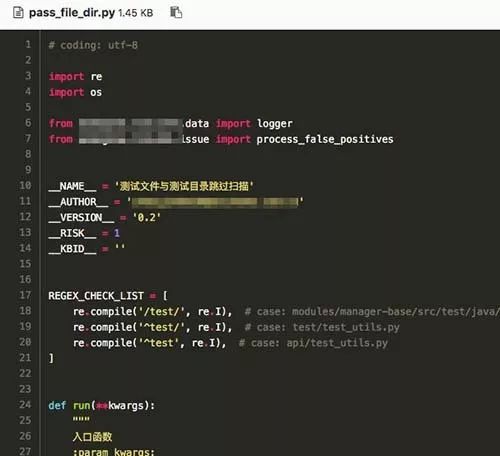 pass_file_dir.py 1.45 KB
1 # coding: utf-8
2
3 import re
4 import os
5
6 from .data import logger
7 from issue import process_false_positives
8
9
10 __NAME__ = '测试文件与测试目录跳过扫描'
11 __AUTHOR__ = ' '
12 __VERSION__ = '0.2'
13 __RISK__ = 1
14 __KBID__ = ''
15
16
17 REGEX_CHECK_LIST = [
18 re.compile('/test/', re.I), # case: modules/manager-base/src/test/java/
19 re.compile('^test/', re.I), # case: test/test_utils.py
20 re.compile('^test', re.I), # case: api/test_utils.py
21 ]
22
23
24 def run(**kwargs):
25 """
26 入口函数
27 :param kwargs: